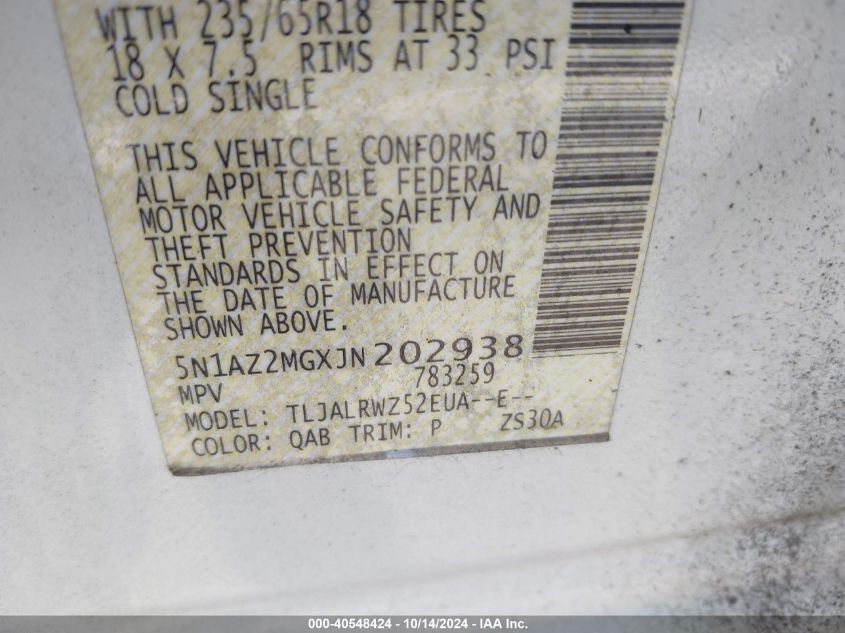 WITH 235/65R18 TIRES
18 X 7.5 RIMS AT 33 PSI
COLD SINGLE
THIS VEHICLE CONFORMS TO
ALL APPLICABLE FEDERAL
MOTOR VEHICLE SAFETY AND
THEFT PREVENTION
STANDARDS IN EFFECT ON
THE DATE OF MANUFACTURE
SHOWN ABOVE.
5N1AZ2MGXJN202938
MPV 783259
MODEL: TLJALRWZ52EUA--E--
COLOR: QAB TRIM: P ZS30A
000-40548424 - 10/14/2024 - IAA Inc.